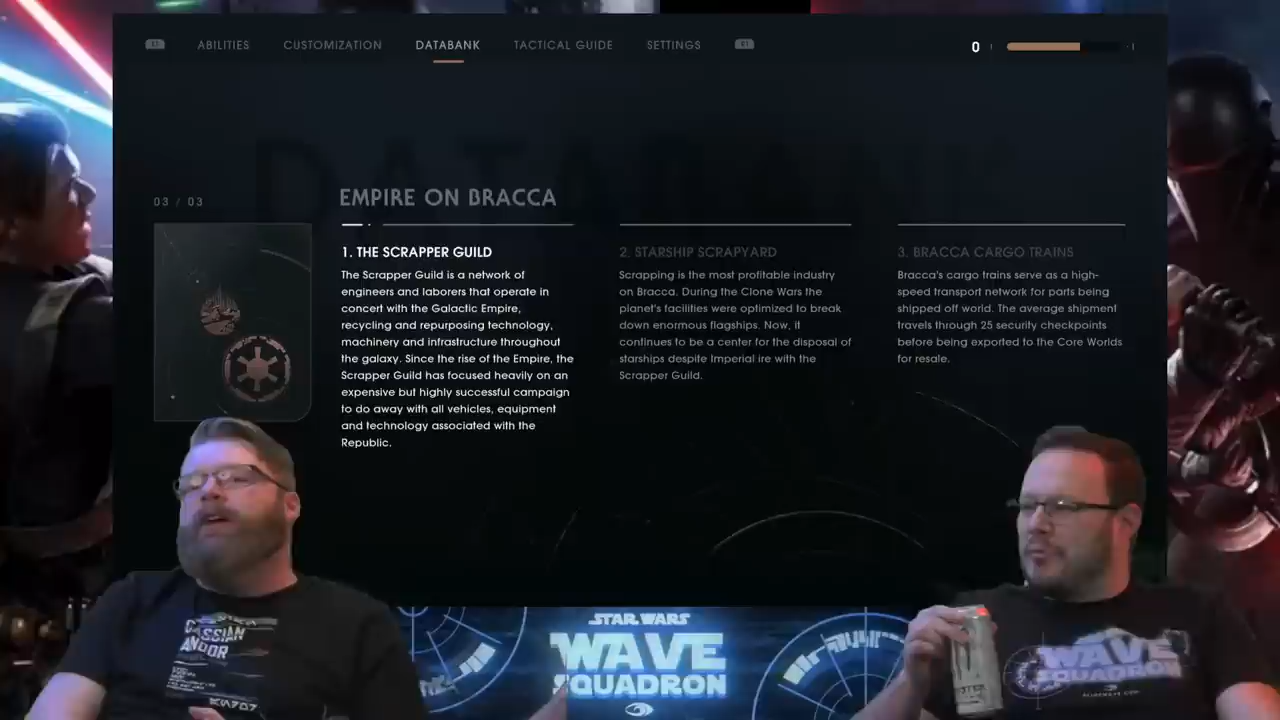 ABILITIES
CUSTOMIZATION
DATABANK
TACTICAL GUIDE
SETTINGS
0
DATABANK
03 / 03
EMPIRE ON BRACCA
1. THE SCRAPPER GUILD
The Scrapper Guild is a network of
engineers and laborers that operate in
concert with the Galactic Empire,
recycling and repurposing technology,
machinery and infrastructure throughout
the galaxy. Since the rise of the Empire, the
Scrapper Guild has focused heavily on an
expensive but highly successful campaign
to do away with all vehicles, equipment
and technology associated with the
Republic.
2. STARSHIP SCRAPYARD
Scrapping is the most profitable industry
on Bracca. During the Clone Wars the
planet's facilities were optimized to break
down enormous flagships. Now, it
continues to be a center for the disposal of
starships despite Imperial ire with the
Scrapper Guild.
3. BRACCA CARGO TRAINS
Bracca's cargo trains serve as a high-
speed transport network for parts being
shipped off world. The average shipment
travels through 25 security checkpoints
before being exported to the Core Worlds
for resale.
CASSIAN
ANDOR
STAR WARS
WAVE
SQUADRON
WAVE
SQUADRON